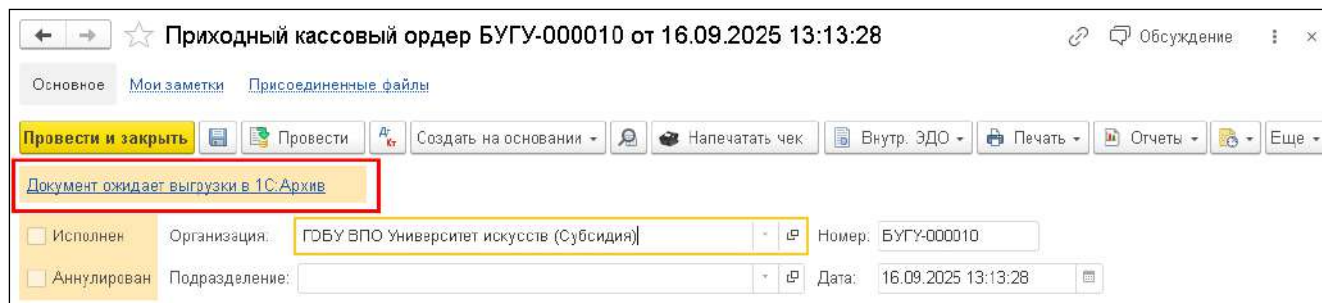 Приходный кассовый ордер БУГУ-000010 от 16.09.2025 13:13:28 Обсуждение
Основное Мои заметки Присоединенные файлы
Провести и закрыть Провести Дт Кт Создать на основании Напечатать чек Внутр. ЭДО Печать Отчеты Еще
Документ ожидает выгрузки в 1С:Архив
Исполнен Организация: ГОБУ ВПО Университет искусств (Субсидия) Номер: БУГУ-000010
Аннулирован Подразделение: Дата: 16.09.2025 13:13:28